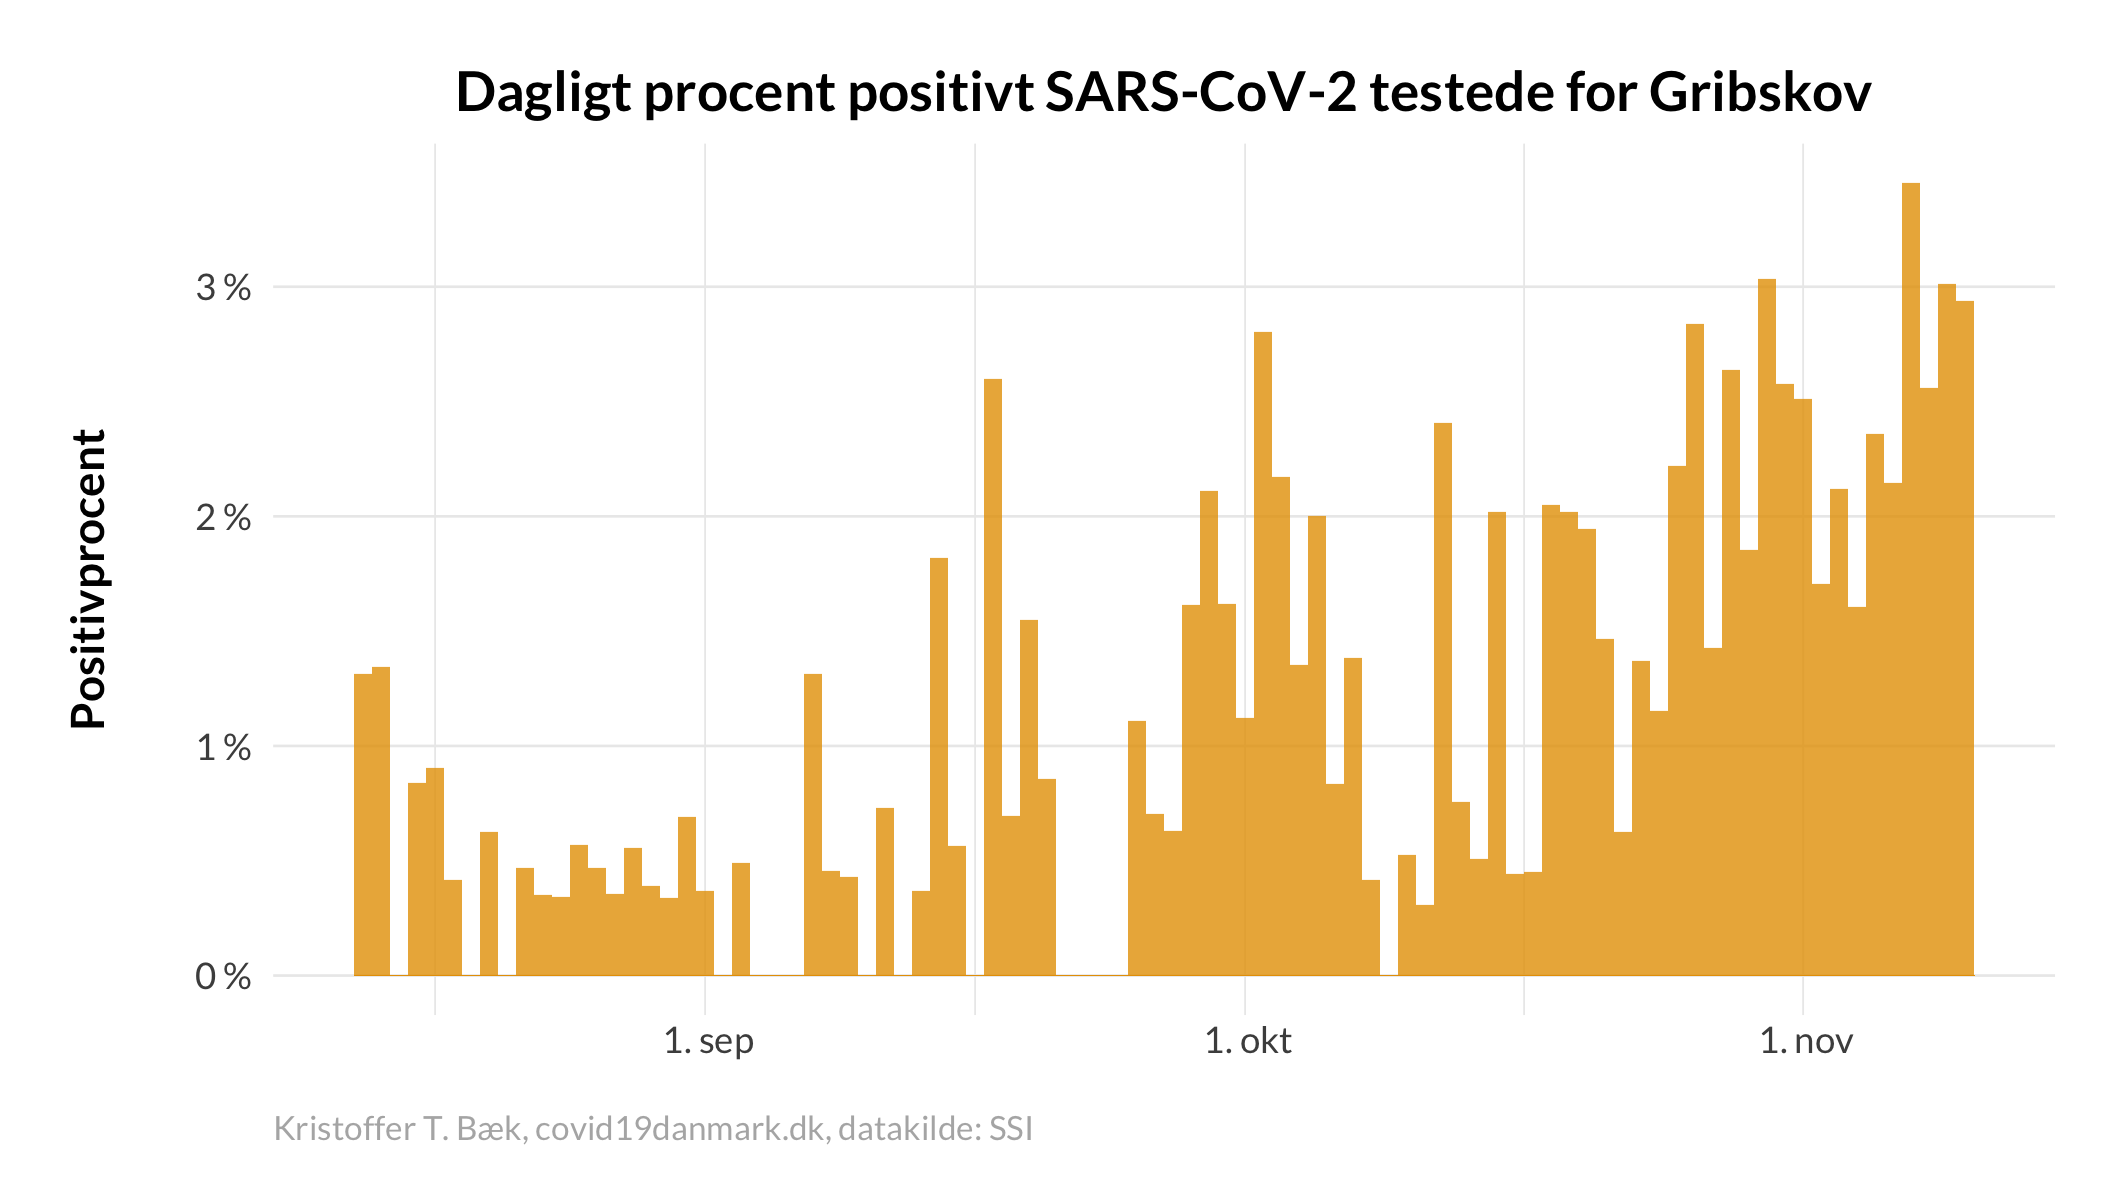 Dagligt procent positivt SARS-CoV-2 testede for Gribskov
Positivprocent
3 %
2 %
1 %
0 %
1. sep
1. okt
1. nov
Kristoffer T. Bæk, covid19danmark.dk, datakilde: SSI